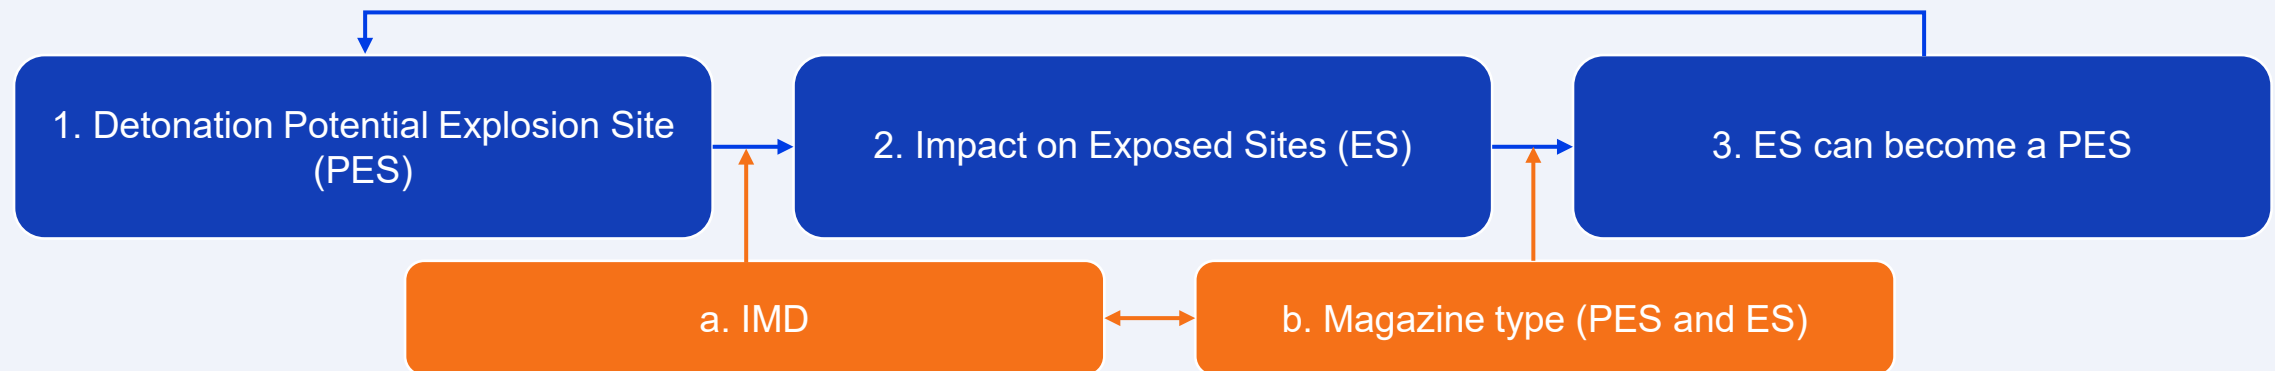 1. Detonation Potential Explosion Site
(PES)
2. Impact on Exposed Sites (ES)
3. ES can become a PES
a. IMD
b. Magazine type (PES and ES)